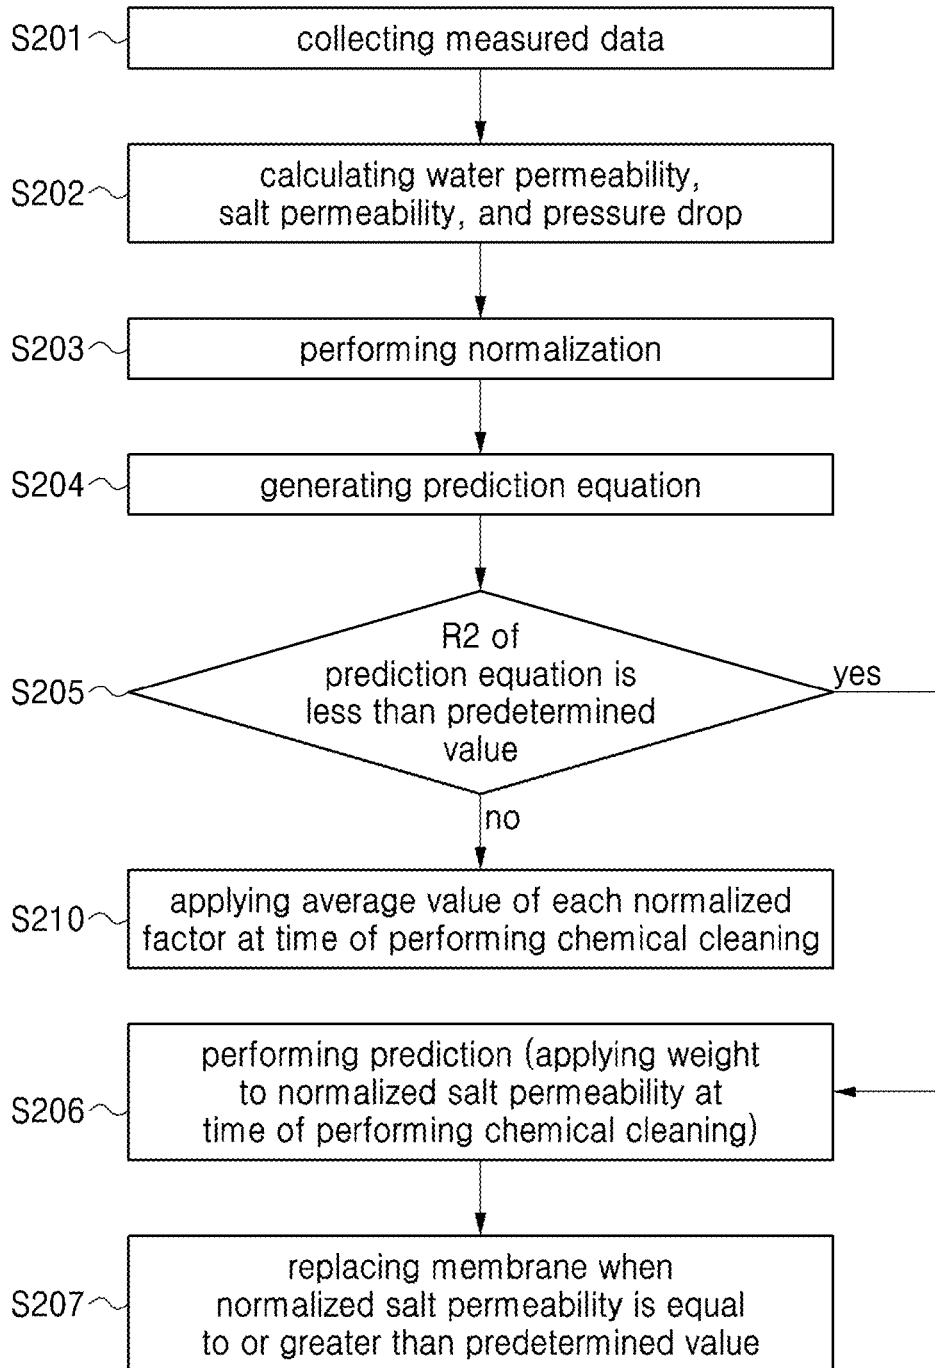 S201
collecting measured data
S202
calculating water permeability,
salt permeability, and pressure drop
S203
performing normalization
S204
generating prediction equation
S205
R2 of
prediction equation is
less than predetermined
value
yes
no
S210
applying average value of each normalized
factor at time of performing chemical cleaning
S206
performing prediction (applying weight
to normalized salt permeability at
time of performing chemical cleaning)
S207
replacing membrane when
normalized salt permeability is equal
to or greater than predetermined value